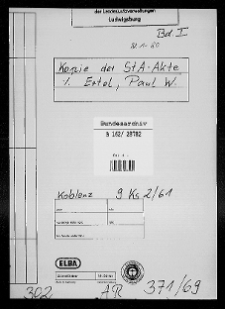 der Landesjustizverwaltungen
Ludwigsburg
Bd. I
Kopie der StA-Akte
./. Ertel, Paul W.
Bundesarchiv
B 162/ 28782
Koblenz 9 Ks 2/61
ELBA
302 AR 371/69